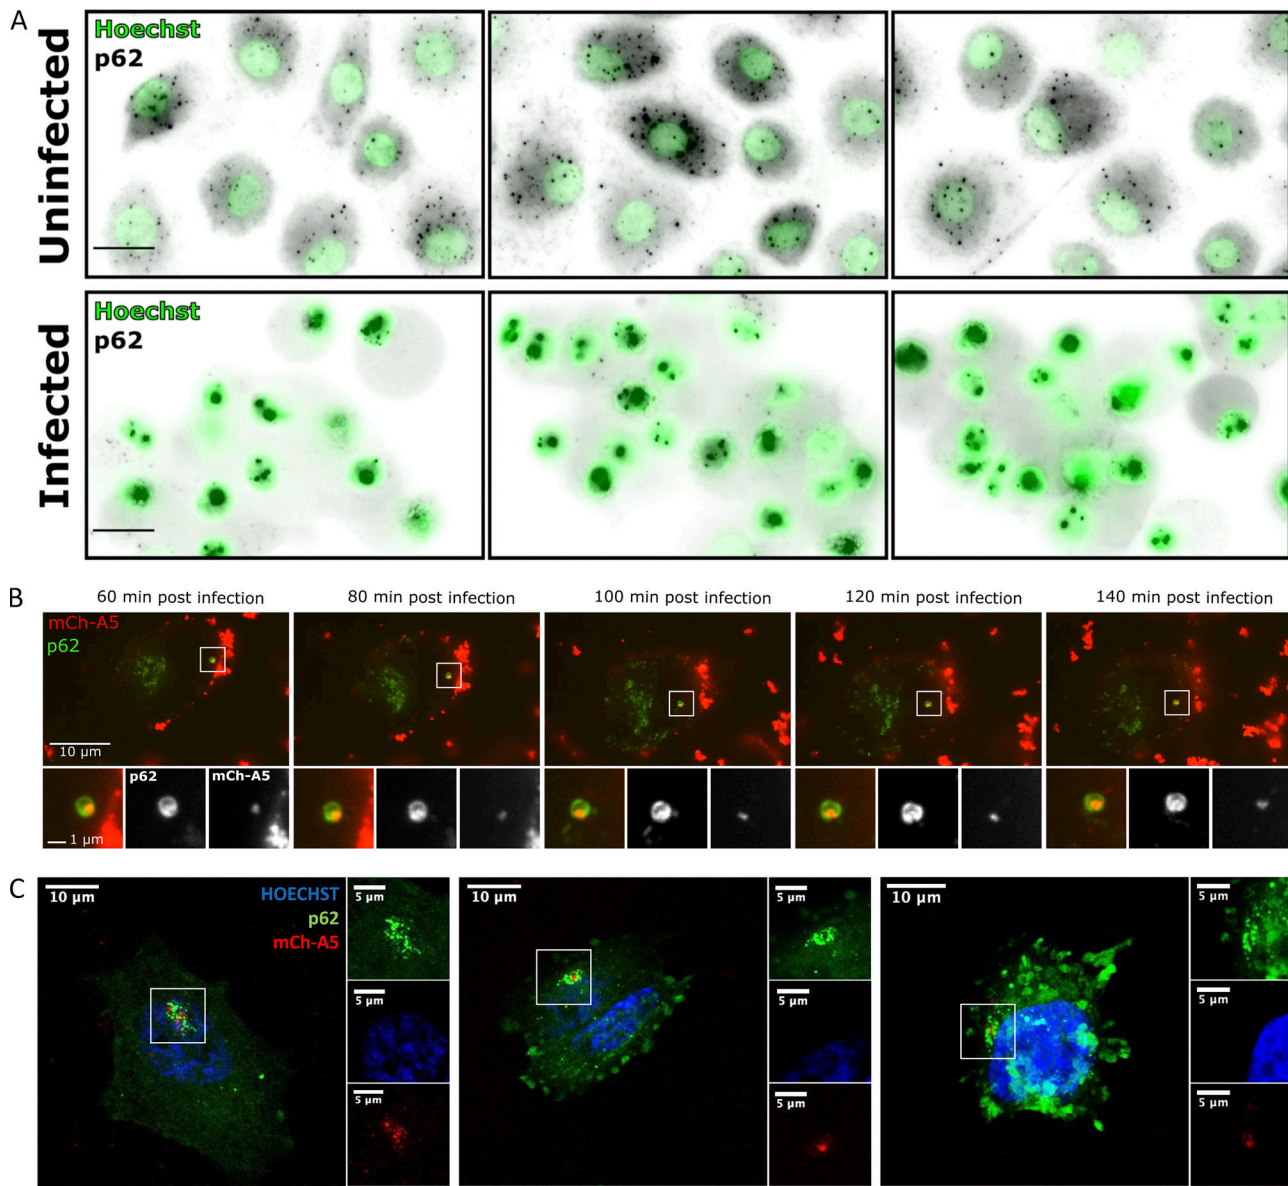 A
Uninfected
Hoechst
p62
Infected
Hoechst
p62
B
60 min post infection
80 min post infection
100 min post infection
120 min post infection
140 min post infection
mCh-A5
p62
10 µm
p62
mCh-A5
1 µm
C
10 µm
HOECHST
p62
mCh-A5
5 µm
5 µm
5 µm
10 µm
5 µm
5 µm
5 µm
10 µm
5 µm
5 µm
5 µm